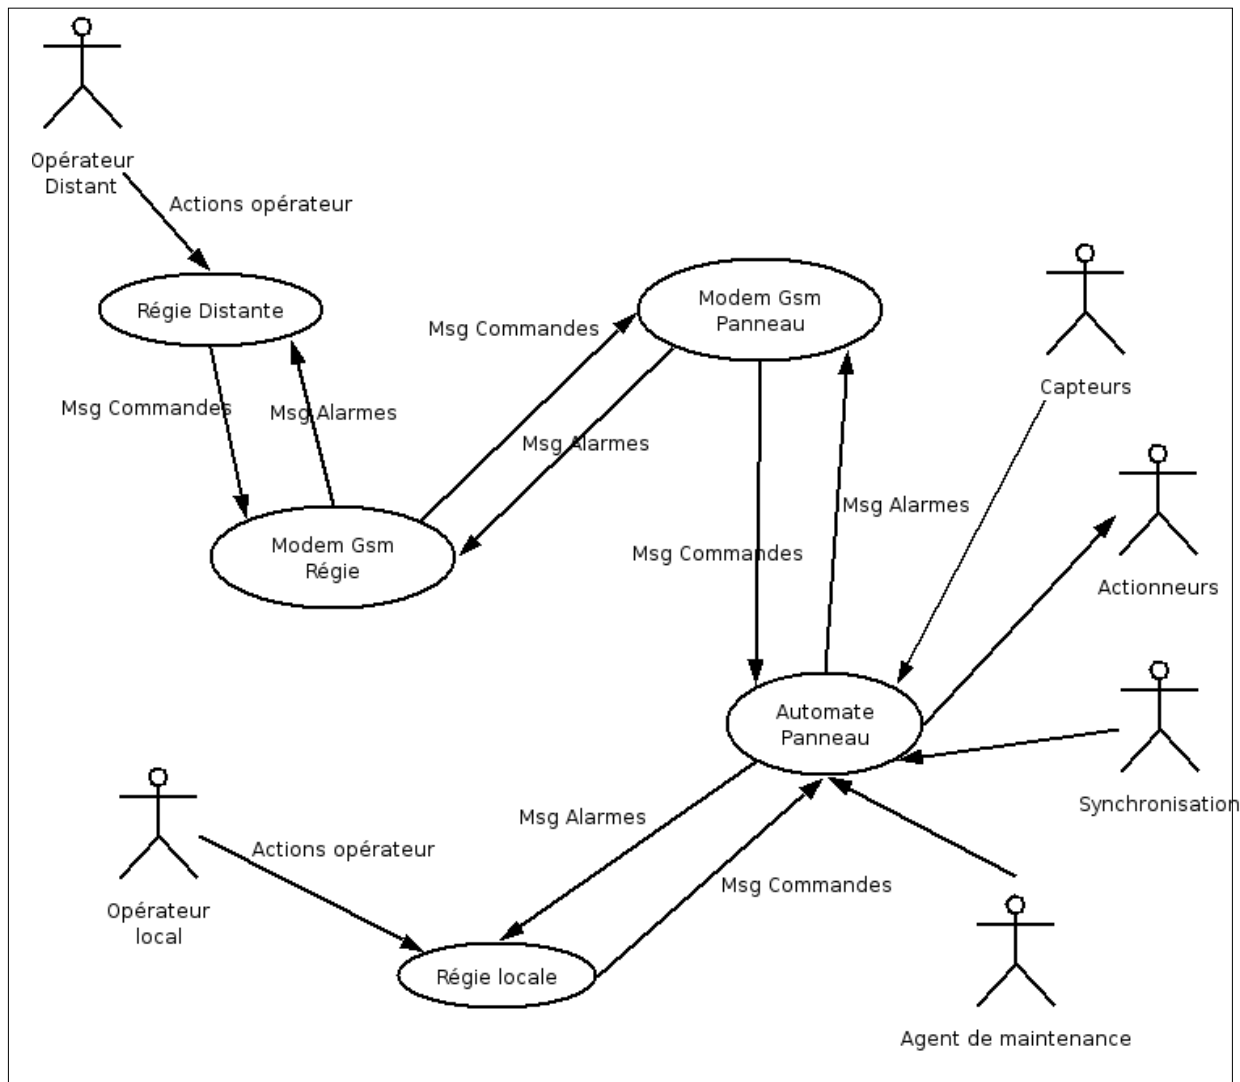 Opérateur
Distant
Actions opérateur
Régie Distante
Modem Gsm
Panneau
Msg Commandes
Capteurs
Msg Commandes
Msg Alarmes
Msg Alarmes
Msg Alarmes
Modem Gsm
Régie
Msg Commandes
Actionneurs
Automate
Panneau
Synchronisation
Msg Alarmes
Actions opérateur
Msg Commandes
Opérateur
local
Régie locale
Agent de maintenance